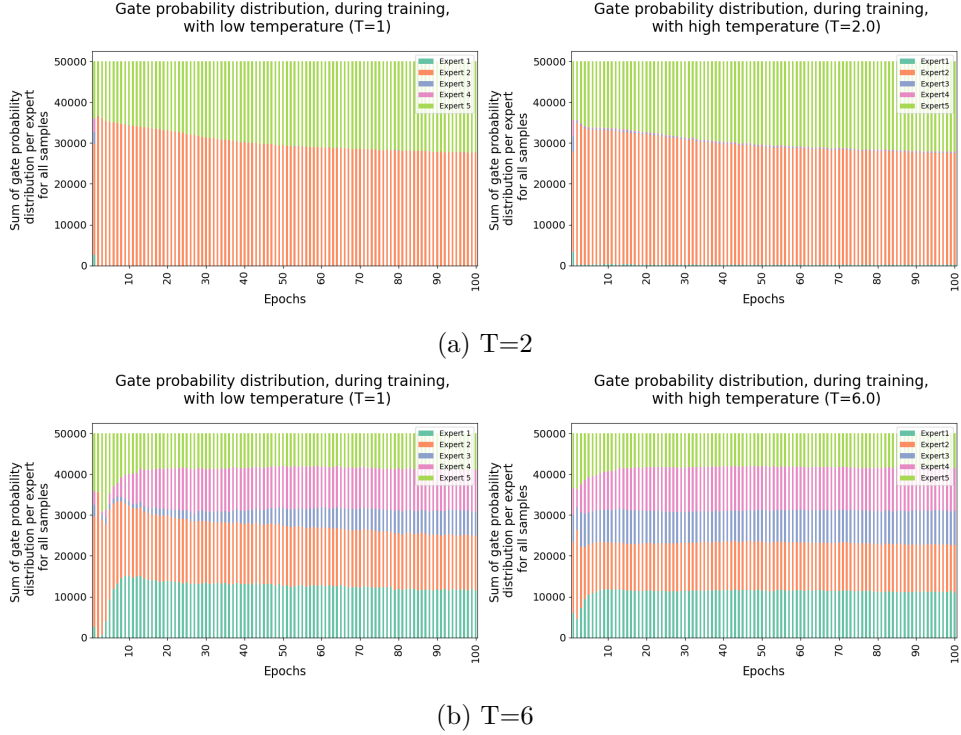 Gate probability distribution, during training,
with low temperature (T=1)
Sum of gate probability
distribution per expert
for all samples
50000
40000
30000
20000
10000
0
Expert 1
Expert 2
Expert 3
Expert 4
Expert 5
10
20
30
40
50
60
70
80
90
100
Epochs
Gate probability distribution, during training,
with high temperature (T=2.0)
Sum of gate probability
distribution per expert
for all samples
50000
40000
30000
20000
10000
0
Expert1
Expert2
Expert3
Expert4
Expert5
10
20
30
40
50
60
70
80
90
100
Epochs
(a) T=2
Gate probability distribution, during training,
with low temperature (T=1)
Sum of gate probability
distribution per expert
for all samples
50000
40000
30000
20000
10000
0
Expert 1
Expert 2
Expert 3
Expert 4
Expert 5
10
20
30
40
50
60
70
80
90
100
Epochs
Gate probability distribution, during training,
with high temperature (T=6.0)
Sum of gate probability
distribution per expert
for all samples
50000
40000
30000
20000
10000
0
Expert1
Expert2
Expert3
Expert4
Expert5
10
20
30
40
50
60
70
80
90
100
Epochs
(b) T=6